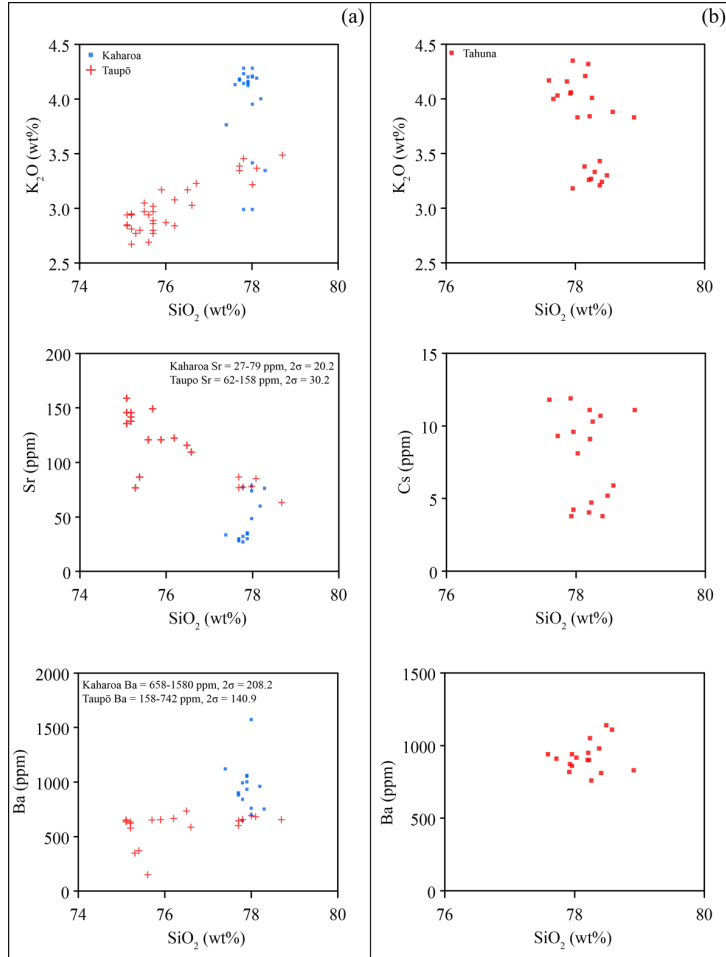 (a)
Kaharoa
Taupō
4.5
4.0
3.5
3.0
2.5
K₂O (wt%)
74 76 78 80
SiO₂ (wt%)
Kaharoa Sr = 27-79 ppm, 2σ = 20.2
Taupo Sr = 62-158 ppm, 2σ = 30.2
200
150
100
50
0
Sr (ppm)
74 76 78 80
SiO₂ (wt%)
Kaharoa Ba = 658-1580 ppm, 2σ = 208.2
Taupō Ba = 158-742 ppm, 2σ = 140.9
2000
1500
1000
500
0
Ba (ppm)
74 76 78 80
SiO₂ (wt%)
(b)
Tahuna
4.5
4.0
3.5
3.0
2.5
K₂O (wt%)
76 78 80
SiO₂ (wt%)
15
10
5
0
Cs (ppm)
76 78 80
SiO₂ (wt%)
1500
1000
500
0
Ba (ppm)
76 78 80
SiO₂ (wt%)